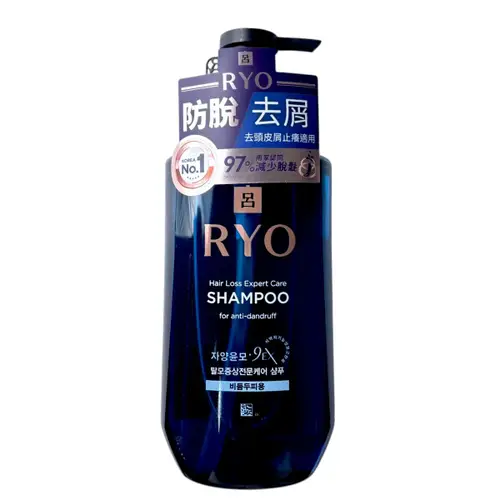 呂
RYO
防脫 去屑
去頭皮屑止癢適用
KOREA
No.1
97%
減少脫髮
呂
RYO
Hair Loss Expert Care
SHAMPOO
for anti-dandruff
자양윤모 · 9EX
탈모증상전문케어 샴푸
비듬두피용